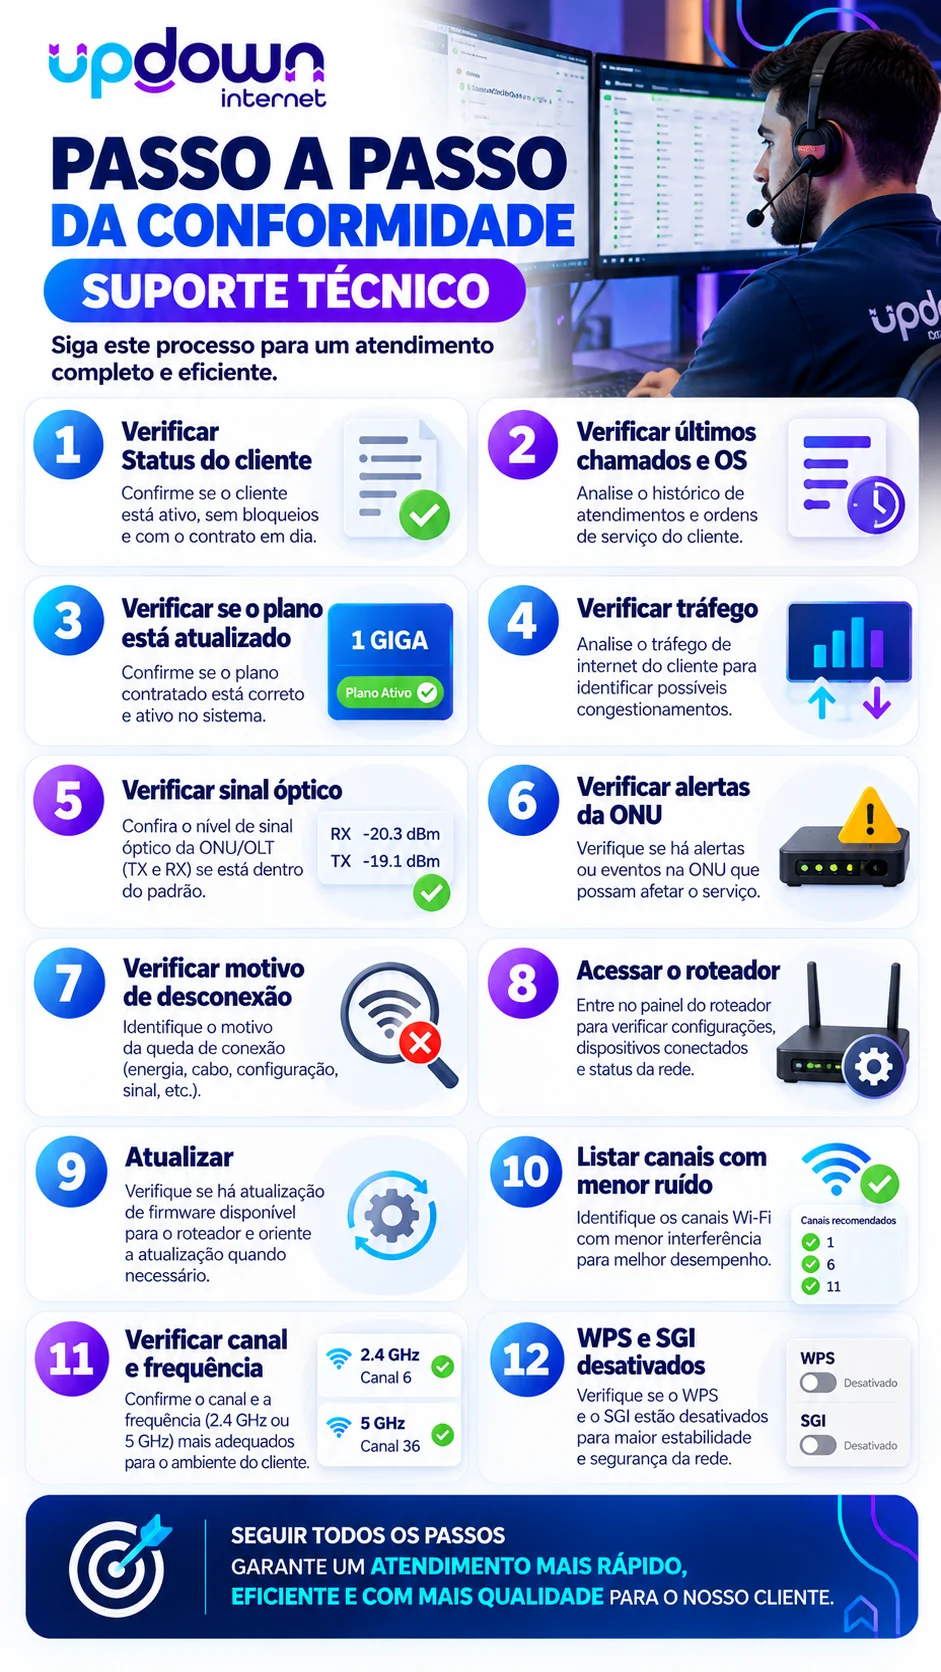 updown
internet
PASSO A PASSO
DA CONFORMIDADE
SUPORTE TÉCNICO
Siga este processo para um atendimento
completo e eficiente.
1
Verificar
Status do cliente
Confirme se o cliente
está ativo, sem bloqueios
e com o contrato em dia.
2
Verificar últimos
chamados e OS
Analise o histórico de
atendimentos e ordens
de serviço do cliente.
3
Verificar se o plano
está atualizado
Confirme se o plano
contratado está correto
e ativo no sistema.
1 GIGA
Plano Ativo
4
Verificar tráfego
Analise o tráfego de
internet do cliente para
identificar possíveis
congestionamentos.
5
Verificar sinal óptico
Confira o nível de sinal
óptico da ONU/OLT
(TX e RX) se está dentro
do padrão.
RX -20.3 dBm
TX -19.1 dBm
6
Verificar alertas
da ONU
Verifique se há alertas
ou eventos na ONU que
possam afetar o serviço.
7
Verificar motivo
de desconexão
Identifique o motivo
da queda de conexão
(energia, cabo, configuração,
sinal, etc.).
8
Acessar o roteador
Entre no painel do roteador
para verificar configurações,
dispositivos conectados
e status da rede.
9
Atualizar
Verifique se há atualização
de firmware disponível
para o roteador e oriente
a atualização quando
necessário.
10
Listar canais com
menor ruído
Identifique os canais Wi-Fi
com menor interferência
para melhor desempenho.
Canais recomendados
1
6
11
11
Verificar canal
e frequência
Confirme o canal e a
frequência (2.4 GHz ou
5 GHz) mais adequados
para o ambiente do cliente.
2.4 GHz
Canal 6
5 GHz
Canal 36
12
WPS e SGI
desativados
Verifique se o WPS
e o SGI estão desativados
para maior estabilidade
e segurança da rede.
WPS
Desativado
SGI
Desativado
SEGUIR TODOS OS PASSOS
GARANTE UM ATENDIMENTO MAIS RÁPIDO,
EFICIENTE E COM MAIS QUALIDADE PARA O NOSSO CLIENTE.